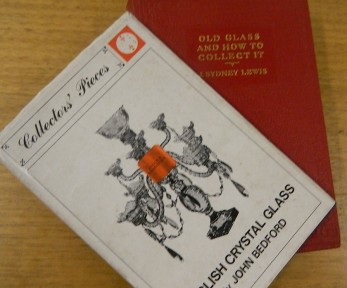 OLD GLASS
AND HOW TO
COLLECT IT
J. SYDNEY LEWIS
Collectors' Pieces
LISH CRYSTAL GLASS
JOHN BEDFORD